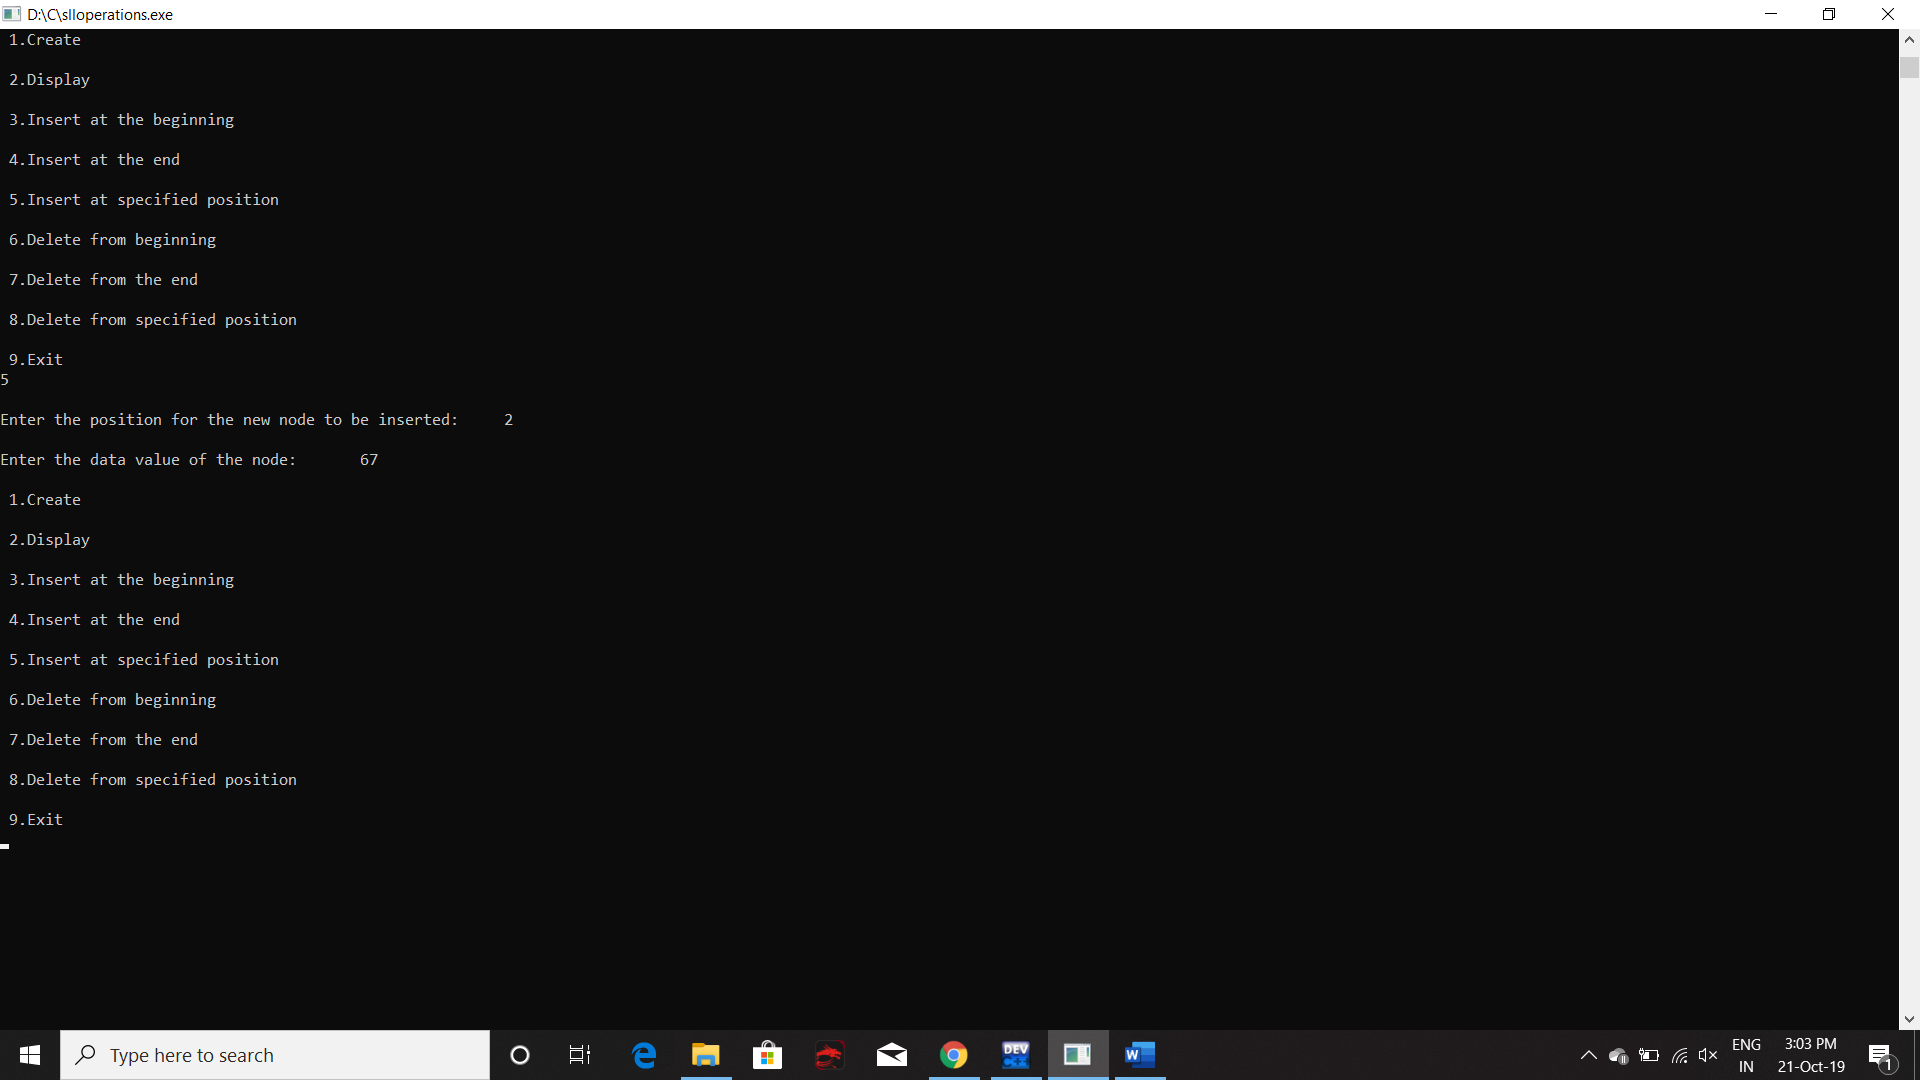 D:\C\slloperations.exe
1.Create
2.Display
3.Insert at the beginning
4.Insert at the end
5.Insert at specified position
6.Delete from beginning
7.Delete from the end
8.Delete from specified position
9.Exit
5
Enter the position for the new node to be inserted: 2
Enter the data value of the node: 67
1.Create
2.Display
3.Insert at the beginning
4.Insert at the end
5.Insert at specified position
6.Delete from beginning
7.Delete from the end
8.Delete from specified position
9.Exit
Type here to search
DEV
C++
W
ENG
IN
3:03 PM
21-Oct-19
1